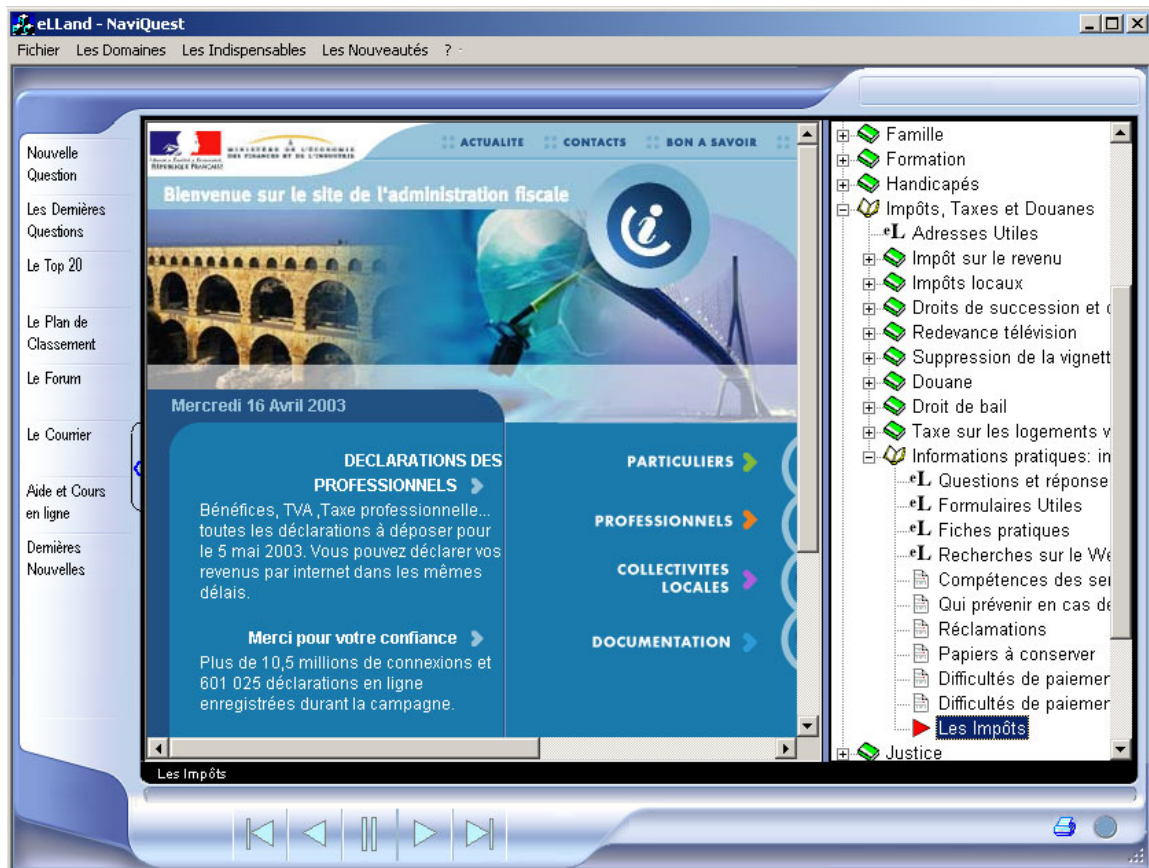 eLLand - NaviQuest
Fichier Les Domaines Les Indispensables Les Nouveautés ?
Nouvelle
Question
Les Dernières
Questions
Le Top 20
Le Plan de
Classement
Le Forum
Le Courrier
Aide et Cours
en ligne
Dernières
Nouvelles
RÉPUBLIQUE FRANÇAISE
MINISTÈRE DE L'ÉCONOMIE
DES FINANCES ET DE L'INDUSTRIE
ACTUALITE CONTACTS BON A SAVOIR
Bienvenue sur le site de l'administration fiscale
Mercredi 16 Avril 2003
DECLARATIONS DES
PROFESSIONNELS
Bénéfices, TVA ,Taxe professionnelle...
toutes les déclarations à déposer pour
le 5 mai 2003. Vous pouvez déclarer vos
revenus par internet dans les mêmes
délais.
Merci pour votre confiance
Plus de 10,5 millions de connexions et
601 025 déclarations en ligne
enregistrées durant la campagne.
PARTICULIERS
PROFESSIONNELS
COLLECTIVITES
LOCALES
DOCUMENTATION
Famille
Formation
Handicapés
Impôts, Taxes et Douanes
eL Adresses Utiles
Impôt sur le revenu
Impôts locaux
Droits de succession et d
Redevance télévision
Suppression de la vignett
Douane
Droit de bail
Taxe sur les logements v
Informations pratiques: in
eL Questions et réponse
eL Formulaires Utiles
eL Fiches pratiques
eL Recherches sur le We
Compétences des ser
Qui prévenir en cas de
Réclamations
Papiers à conserver
Difficultés de paiemer
Difficultés de paiemer
Les Impôts
Justice
Les Impôts